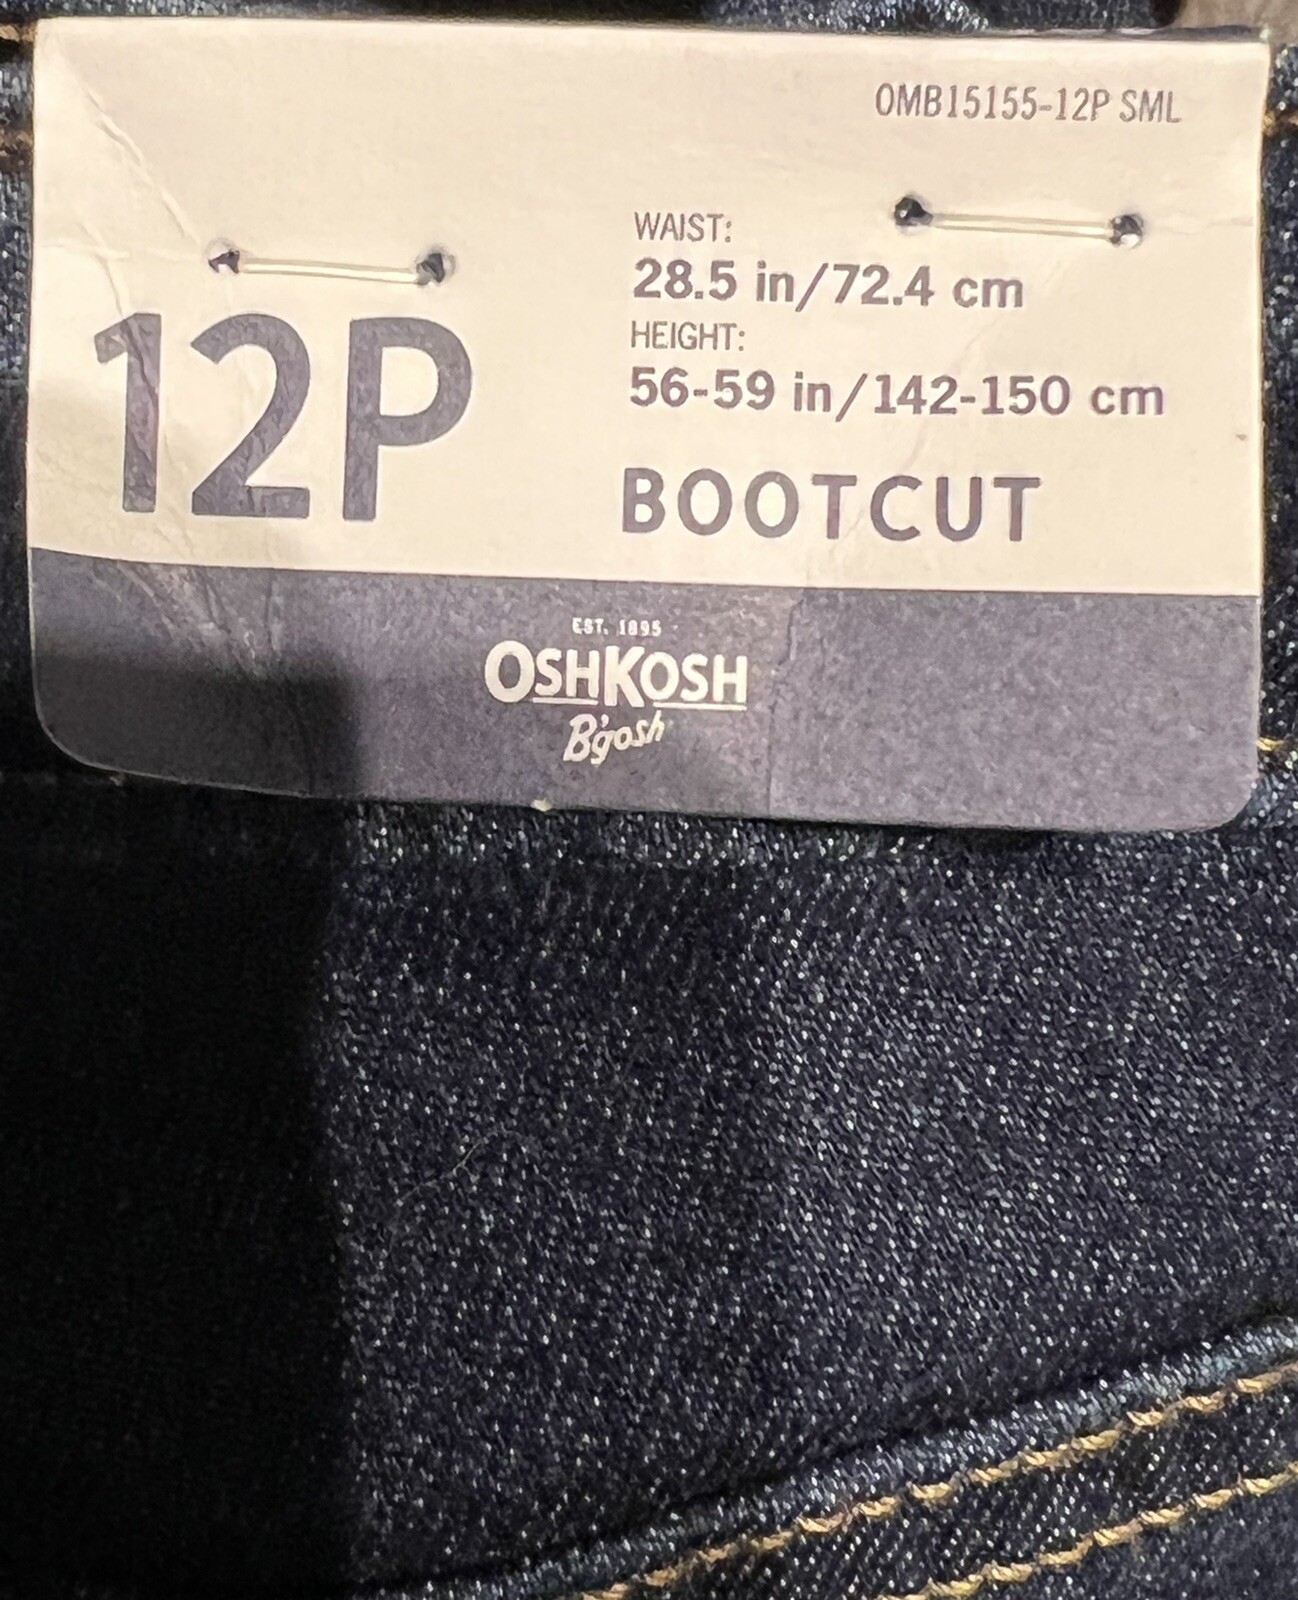 OMB15155-12P SML
12P
WAIST:
28.5 in/72.4 cm
HEIGHT:
56-59 in/142-150 cm
BOOTCUT
EST. 1895
OSHKOSH
B'gosh